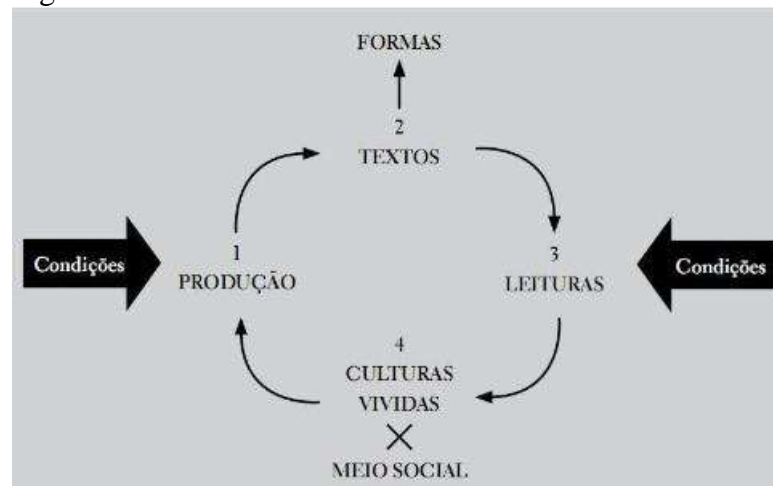 FORMAS
2
TEXTOS
Condições
1
PRODUÇÃO
3
LEITURAS
Condições
4
CULTURAS
VIVIDAS
MEIO SOCIAL